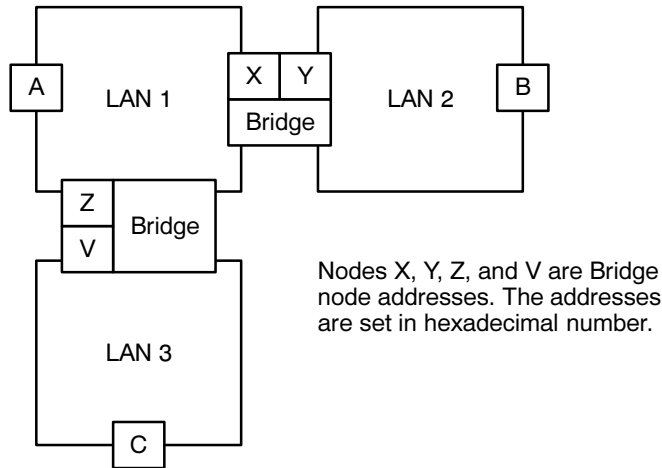 X Y
A
LAN 1
LAN 2
B
Bridge
Z
Bridge
V
Nodes X, Y, Z, and V are Bridge
node addresses. The addresses
are set in hexadecimal number.
LAN 3
C